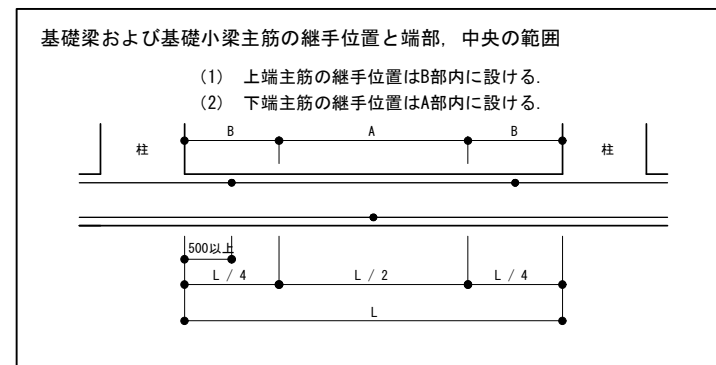 基礎梁および基礎小梁主筋の継手位置と端部，中央の範囲
(1) 上端主筋の継手位置はB部内に設ける．
(2) 下端主筋の継手位置はA部内に設ける．
B A B
柱 柱
500以上
L / 4 L / 2 L / 4
L